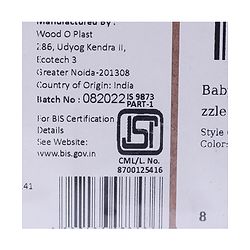 Manufactured By :
Wood O Plast
286, Udyog Kendra II,
Ecotech 3
Greater Noida-201308
Country of Origin: India
Batch No : 082022
IS 9873
PART-1
For BIS Certification
Details
See Website:
www.bis.gov.in
ISI
CML/L. No.
8700125416
41
Bab
zzle
Style
Colors
8